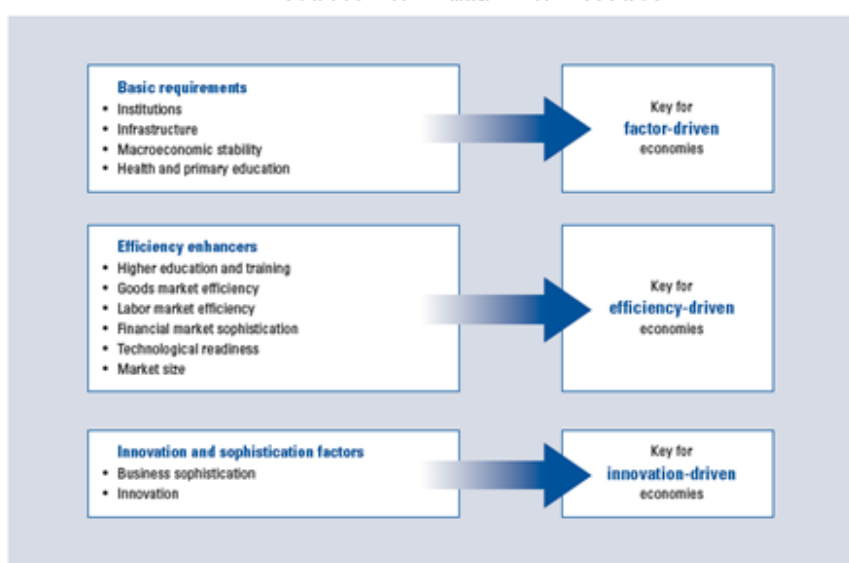 Basic requirements
• Institutions
• Infrastructure
• Macroeconomic stability
• Health and primary education
Key for
factor-driven
economies
Efficiency enhancers
• Higher education and training
• Goods market efficiency
• Labor market efficiency
• Financial market sophistication
• Technological readiness
• Market size
Key for
efficiency-driven
economies
Innovation and sophistication factors
• Business sophistication
• Innovation
Key for
innovation-driven
economies